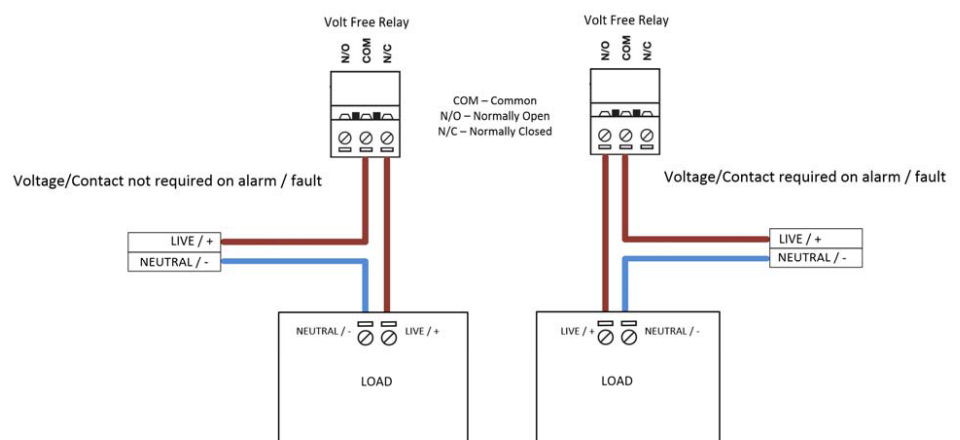 Volt Free Relay
N/O
COM
N/C
Voltage/Contact not required on alarm / fault
LIVE / +
NEUTRAL / -
NEUTRAL / -
LIVE / +
LOAD
COM – Common
N/O – Normally Open
N/C – Normally Closed
Volt Free Relay
N/O
COM
N/C
Voltage/Contact required on alarm / fault
LIVE / +
NEUTRAL / -
LIVE / +
NEUTRAL / -
LOAD